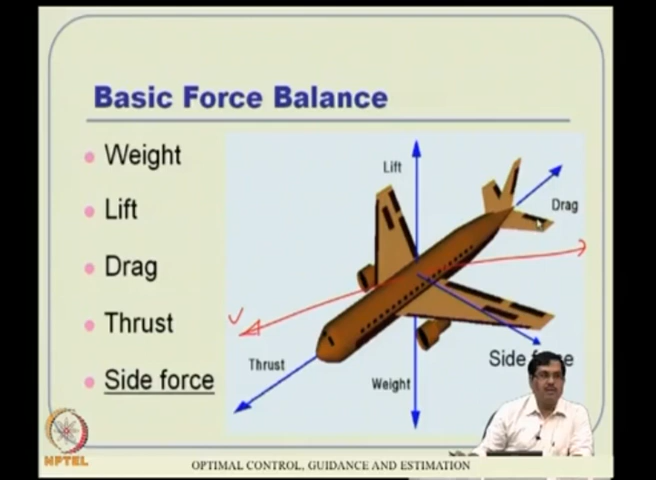 Basic Force Balance
Weight
Lift
Drag
Thrust
Side force
Lift
Drag
V
Thrust
Weight
Side force
NPTEL
OPTIMAL CONTROL, GUIDANCE AND ESTIMATION